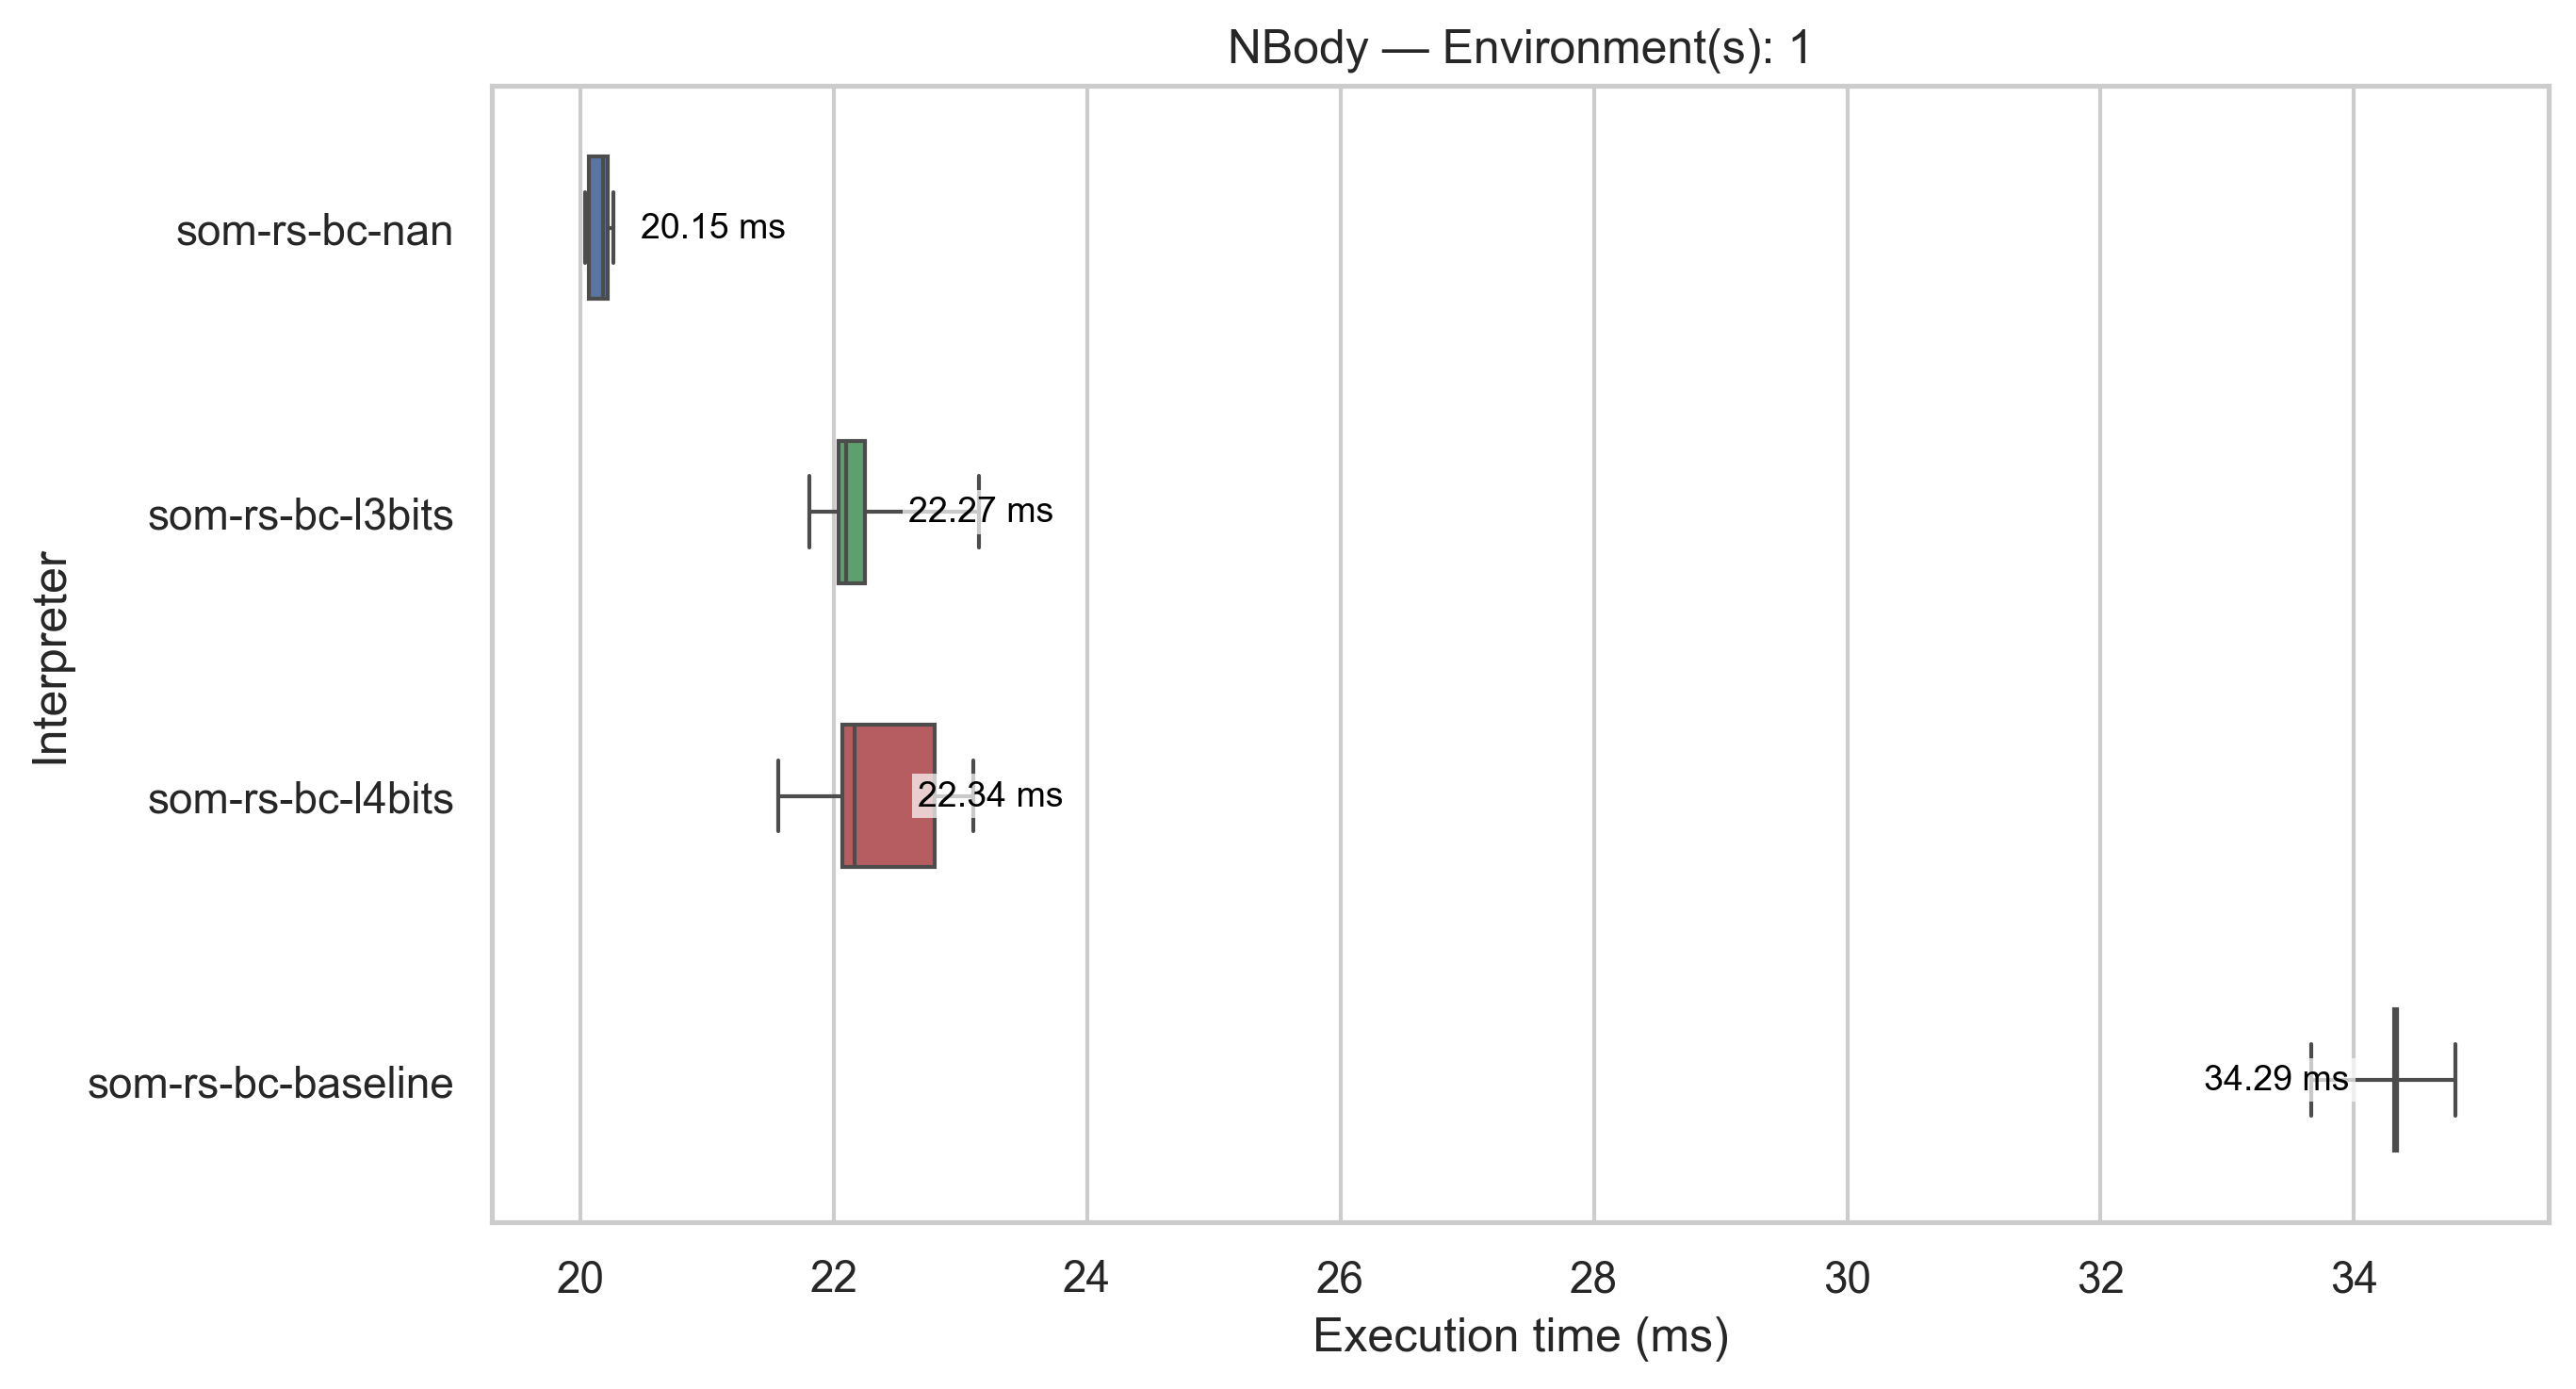 NBody — Environment(s): 1
som-rs-bc-nan
20.15 ms
som-rs-bc-l3bits
22.27 ms
som-rs-bc-l4bits
22.34 ms
som-rs-bc-baseline
34.29 ms
Interpreter
20 22 24 26 28 30 32 34
Execution time (ms)